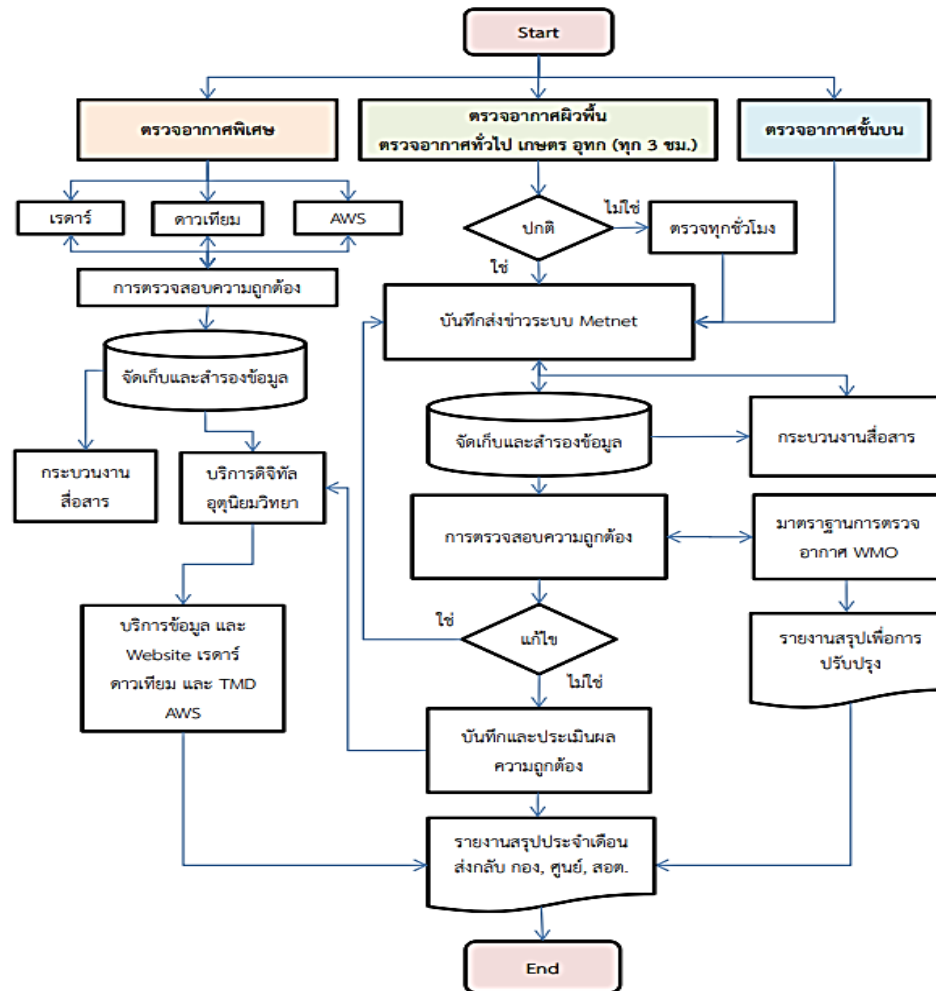 Start
ตรวจอากาศพิเศษ
ตรวจอากาศผิวพื้น
ตรวจอากาศทั่วไป เกษตร อุทก (ทุก 3 ชม.)
ตรวจอากาศชั้นบน
เรดาร์
ดาวเทียม
AWS
ปกติ
ไม่ใช่
ตรวจทุกชั่วโมง
ใช่
การตรวจสอบความถูกต้อง
บันทึกส่งข่าวระบบ Metnet
จัดเก็บและสำรองข้อมูล
จัดเก็บและสำรองข้อมูล
กระบวนงานสื่อสาร
กระบวนงาน
สื่อสาร
บริการดิจิทัล
อุตุนิยมวิทยา
การตรวจสอบความถูกต้อง
มาตราฐานการตรวจ
อากาศ WMO
ใช่
แก้ไข
ไม่ใช่
บริการข้อมูล และ
Website เรดาร์
ดาวเทียม และ TMD
AWS
รายงานสรุปเพื่อการ
ปรับปรุง
บันทึกและประเมินผล
ความถูกต้อง
รายงานสรุปประจำเดือน
ส่งกลับ กอง, ศูนย์, สอต.
End